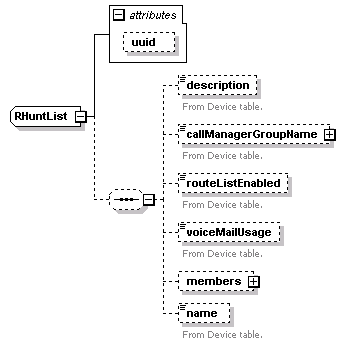 attributes
uuid
RHuntList
description
From Device table.
callManagerGroupName
From Device table.
routeListEnabled
From Device table.
voiceMailUsage
From Device table.
members
name
From Device table.